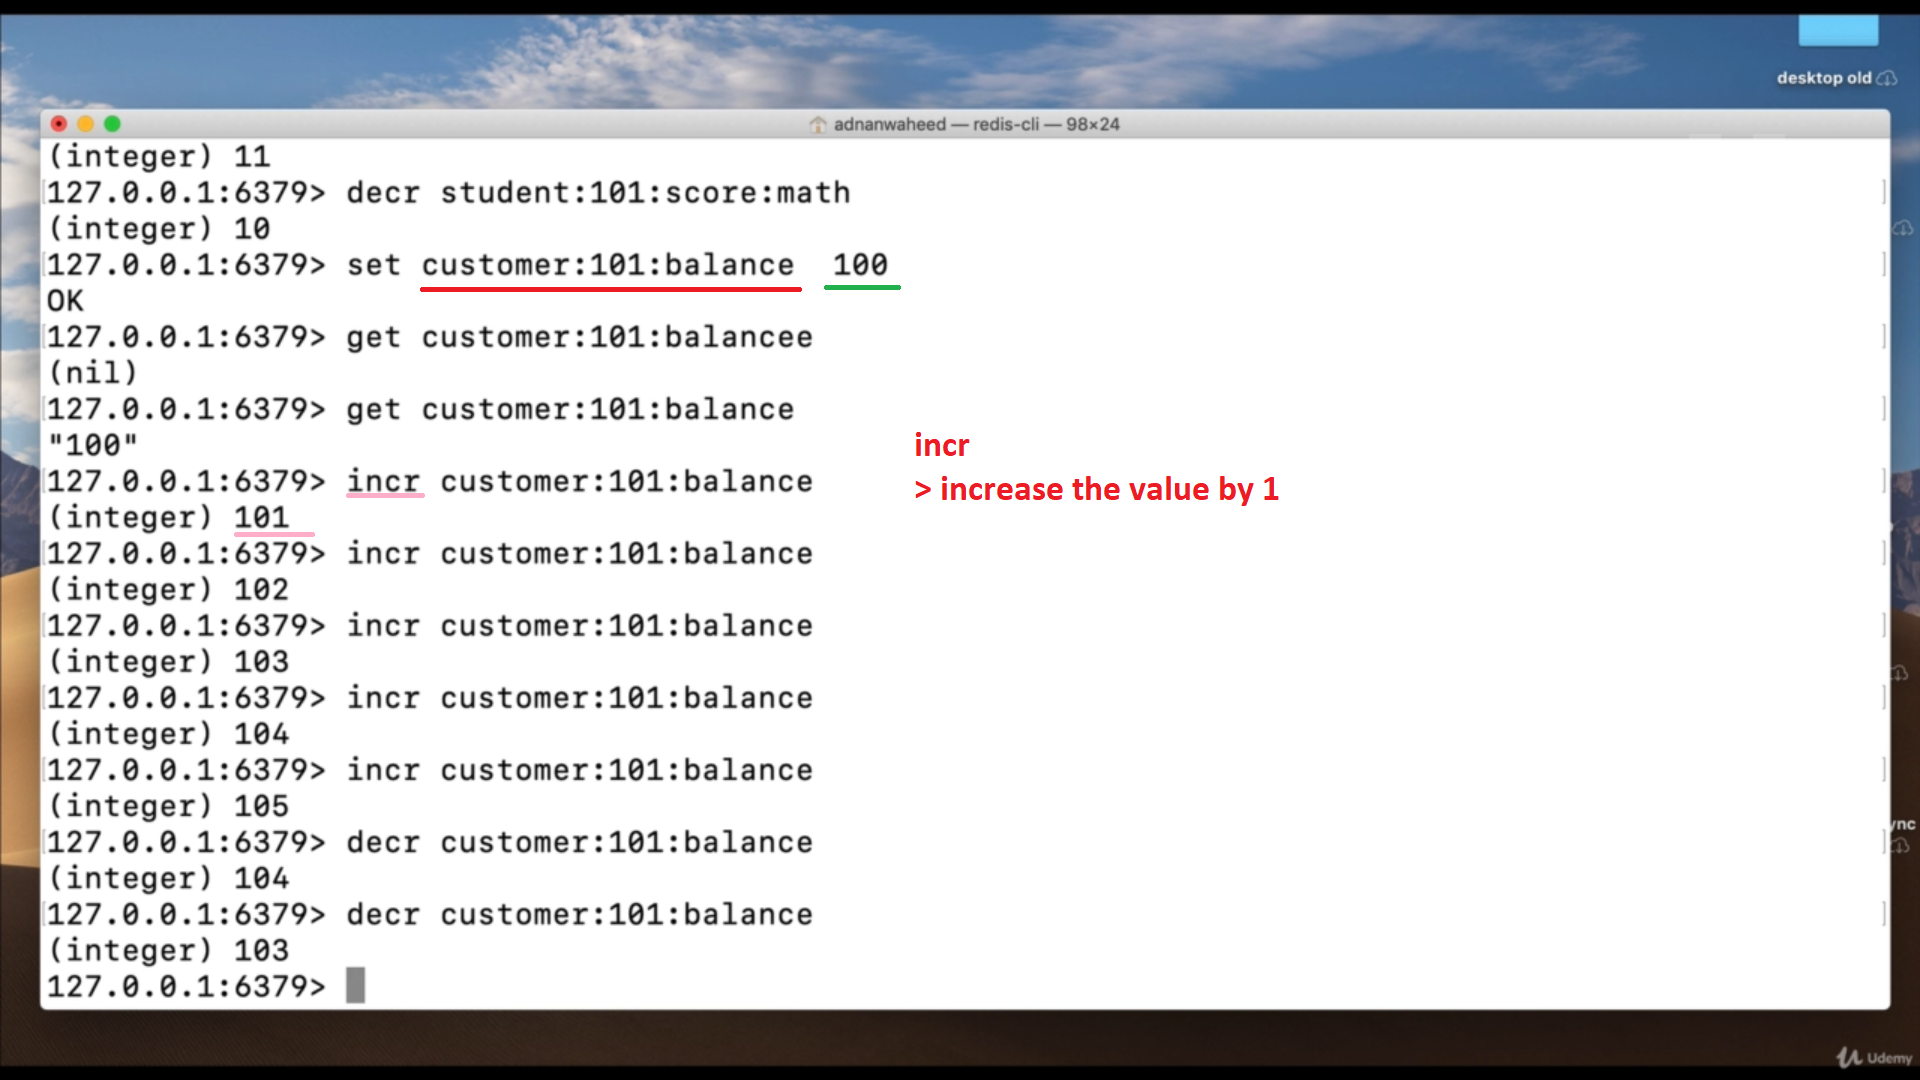 desktop old
adnanwaheed — redis-cli — 98×24
(integer) 11
127.0.0.1:6379> decr student:101:score:math
(integer) 10
127.0.0.1:6379> set customer:101:balance  100
OK
127.0.0.1:6379> get customer:101:balancee
(nil)
127.0.0.1:6379> get customer:101:balance
"100"
127.0.0.1:6379> incr customer:101:balance
(integer) 101
127.0.0.1:6379> incr customer:101:balance
(integer) 102
127.0.0.1:6379> incr customer:101:balance
(integer) 103
127.0.0.1:6379> incr customer:101:balance
(integer) 104
127.0.0.1:6379> incr customer:101:balance
(integer) 105
127.0.0.1:6379> decr customer:101:balance
(integer) 104
127.0.0.1:6379> decr customer:101:balance
(integer) 103
127.0.0.1:6379>
incr
> increase the value by 1
ync
Udemy